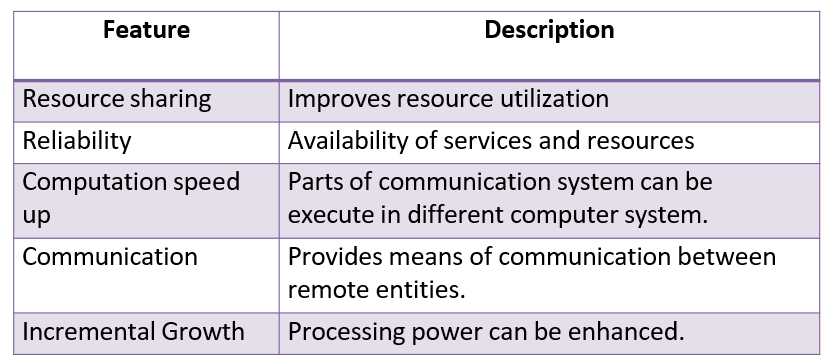 Feature Description
Resource sharing Improves resource utilization
Reliability Availability of services and resources
Computation speed Parts of communication system can be
up execute in different computer system.
Communication Provides means of communication between
remote entities.
Incremental Growth Processing power can be enhanced.